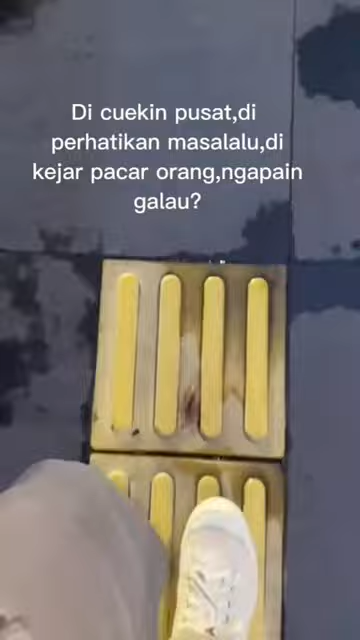 Di cuekin pusat,di
perhatikan masalalu,di
kejar pacar orang,ngapain
galau?